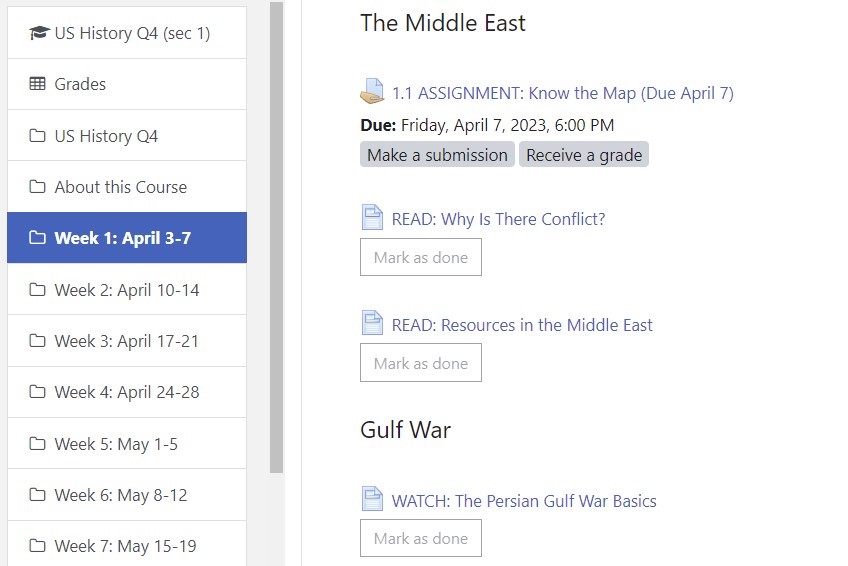 US History Q4 (sec 1)
Grades
US History Q4
About this Course
Week 1: April 3-7
Week 2: April 10-14
Week 3: April 17-21
Week 4: April 24-28
Week 5: May 1-5
Week 6: May 8-12
Week 7: May 15-19
The Middle East
1.1 ASSIGNMENT: Know the Map (Due April 7)
Due: Friday, April 7, 2023, 6:00 PM
Make a submission Receive a grade
READ: Why Is There Conflict?
Mark as done
READ: Resources in the Middle East
Mark as done
Gulf War
WATCH: The Persian Gulf War Basics
Mark as done